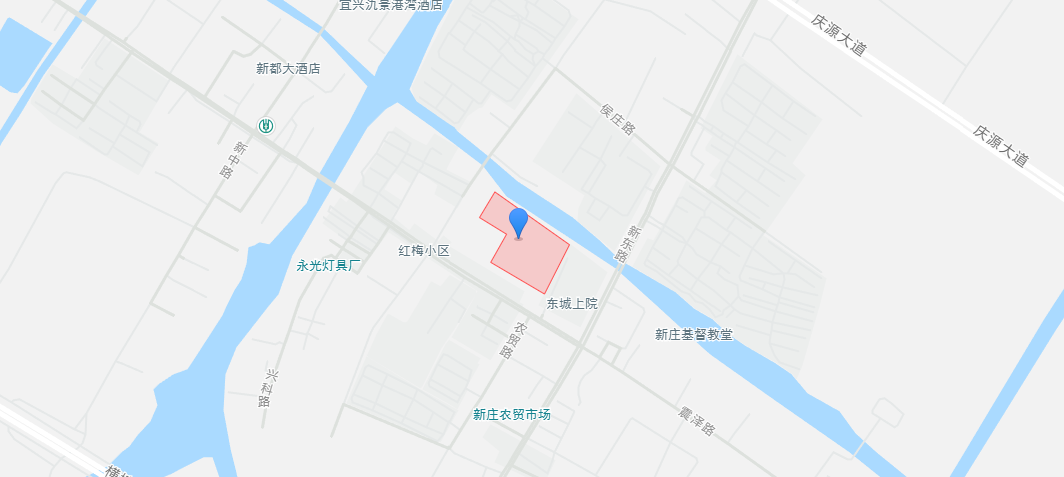 宜兴氿景港湾酒店
庆源大道
新都大酒店
侯庄路
庆源大道
新中路
新东路
红梅小区
永光灯具厂
东城上院
农贸路
新庄基督教堂
兴科路
新庄农贸市场
震泽路
横